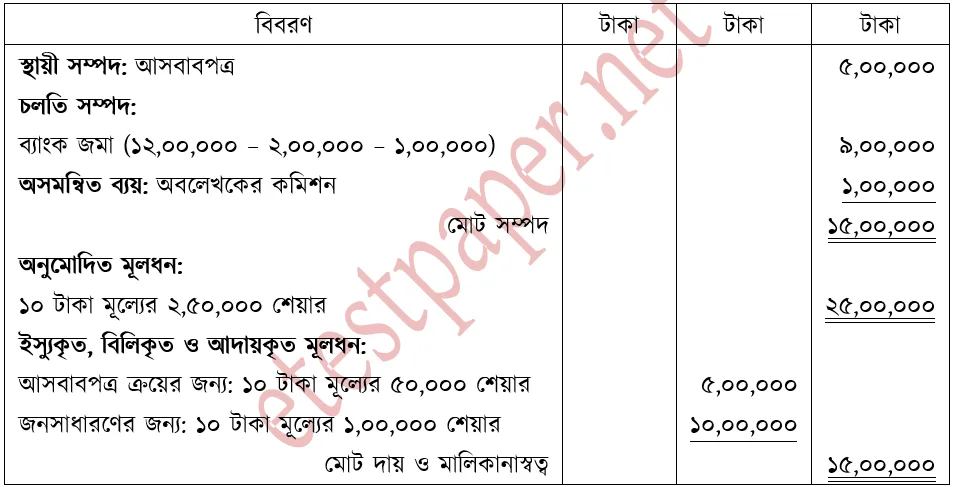 বিবরণ টাকা টাকা টাকা
স্থায়ী সম্পদ: আসবাবপত্র ৫,০০,০০০
চলতি সম্পদ:
ব্যাংক জমা (১২,০০,০০০ – ২,০০,০০০ – ১,০০,০০০) ৯,০০,০০০
অসমন্বিত ব্যয়: অবলেখকের কমিশন ১,০০,০০০
মোট সম্পদ ১৫,০০,০০০
অনুমোদিত মূলধন:
১০ টাকা মূল্যের ২,৫০,০০০ শেয়ার ২৫,০০,০০০
ইস্যুকৃত, বিলিকৃত ও আদায়কৃত মূলধন:
আসবাবপত্র ক্রয়ের জন্য: ১০ টাকা মূল্যের ৫০,০০০ শেয়ার ৫,০০,০০০
জনসাধারণের জন্য: ১০ টাকা মূল্যের ১,০০,০০০ শেয়ার ১০,০০,০০০
মোট দায় ও মালিকানাস্বত্ব ১৫,০০,০০০
etestpaper.net